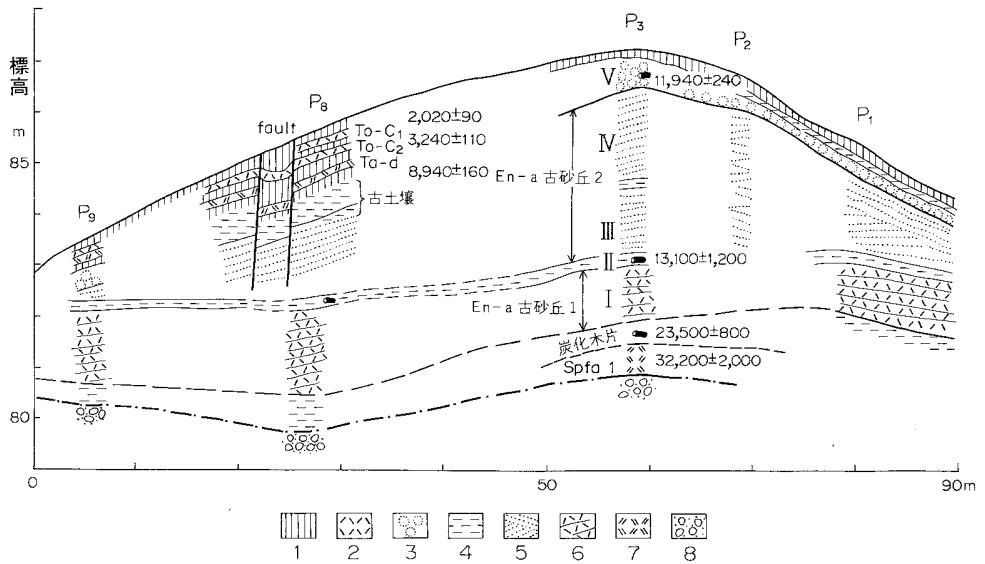 標高
m
85
80
P₉
P₈
fault
2,020±90
To-C₁
3,240±110
To-C₂
Ta-d
8,940±160
古土壌
P₃
P₂
P₁
V
11,940±240
IV
En-a 古砂丘2
III
II
13,100±1,200
I
En-a 古砂丘1
炭化木片
23,500±800
Spfa 1
32,200±2,000
0
50
90m
1 2 3 4 5 6 7 8